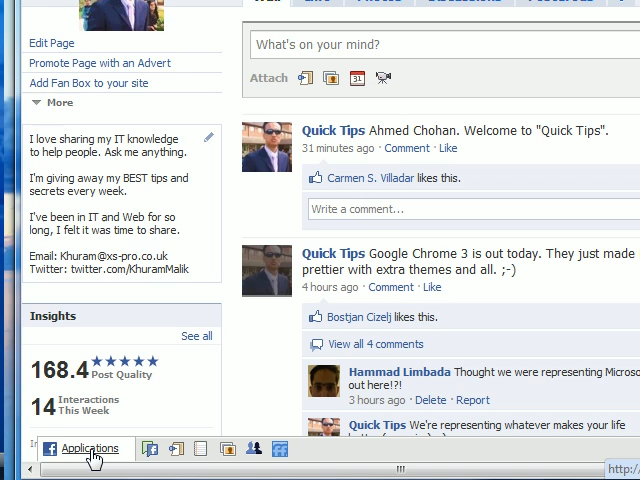 Edit Page
Promote Page with an Advert
Add Fan Box to your site
More
I love sharing my IT knowledge
to help people. Ask me anything.
I'm giving away my BEST tips and
secrets every week.
I've been in IT and Web for so
long, I felt it was time to share.
Email: Khuram@xs-pro.co.uk
Twitter: twitter.com/KhuramMalik
Insights
See all
168.4 Post Quality
14 Interactions
This Week
Applications
What's on your mind?
Attach 31
Quick Tips Ahmed Chohan. Welcome to "Quick Tips".
31 minutes ago · Comment · Like
Carmen S. Villadar likes this.
Write a comment...
Quick Tips Google Chrome 3 is out today. They just made
prettier with extra themes and all. ;-)
4 hours ago · Comment · Like
Bostjan Cizelj likes this.
View all 4 comments
Hammad Limbada Thought we were representing Microso
out here!?!
3 hours ago · Delete · Report
Quick Tips We're representing whatever makes your life
http:/